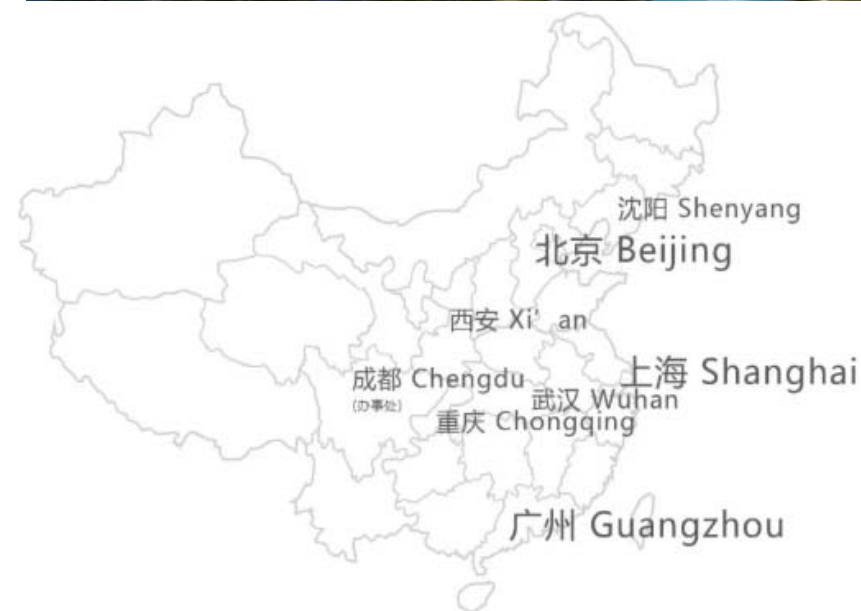 沈阳 Shenyang
北京 Beijing
西安 Xi’an
上海 Shanghai
成都 Chengdu
(办事处)
武汉 Wuhan
重庆 Chongqing
广州 Guangzhou